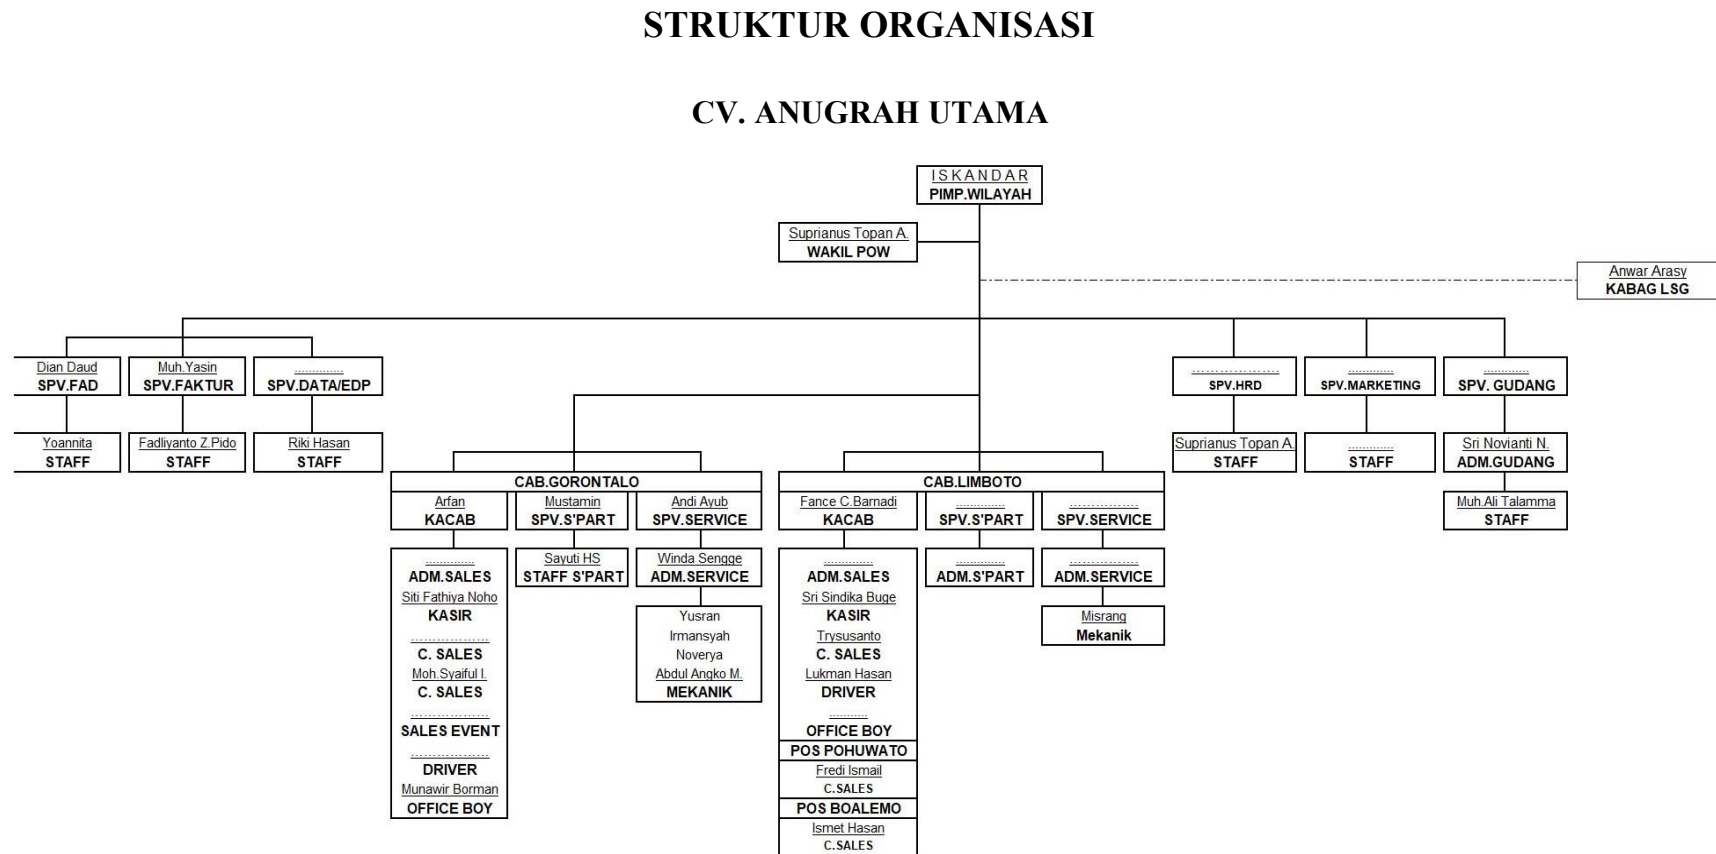 STRUKTUR ORGANISASI
CV. ANUGRAH UTAMA
ISKANDAR
PIMP.WILAYAH
Suprianus Topan A.
WAKIL POW
Anwar Arasy
KABAG LSG
Dian Daud
SPV.FAD
Muh.Yasin
SPV.FAKTUR
.............
SPV.DATA/EDP
……………….
SPV.HRD
.............
SPV.MARKETING
.............
SPV. GUDANG
Yoannita
STAFF
Fadliyanto Z.Pido
STAFF
Riki Hasan
STAFF
Suprianus Topan A.
STAFF
.............
STAFF
Sri Novianti N.
ADM.GUDANG
Muh.Ali Talamma
STAFF
CAB.GORONTALO
Arfan
KACAB
Mustamin
SPV.S'PART
Andi Ayub
SPV.SERVICE
.............
ADM.SALES
Siti Fathiya Noho
KASIR
………………
C. SALES
Moh.Syaiful I.
C. SALES
………………
SALES EVENT
………………
DRIVER
Munawir Borman
OFFICE BOY
Sayuti HS
STAFF S'PART
Winda Sengge
ADM.SERVICE
Yusran
Irmansyah
Noverya
Abdul Angko M.
MEKANIK
CAB.LIMBOTO
Fance C.Barnadi
KACAB
.............
SPV.S'PART
…………….
SPV.SERVICE
.............
ADM.SALES
Sri Sindika Buge
KASIR
Trysusanto
C. SALES
Lukman Hasan
DRIVER
...........
OFFICE BOY
POS POHUWATO
Fredi Ismail
C.SALES
POS BOALEMO
Ismet Hasan
C.SALES
.............
ADM.S'PART
…………….
ADM.SERVICE
Misrang
Mekanik